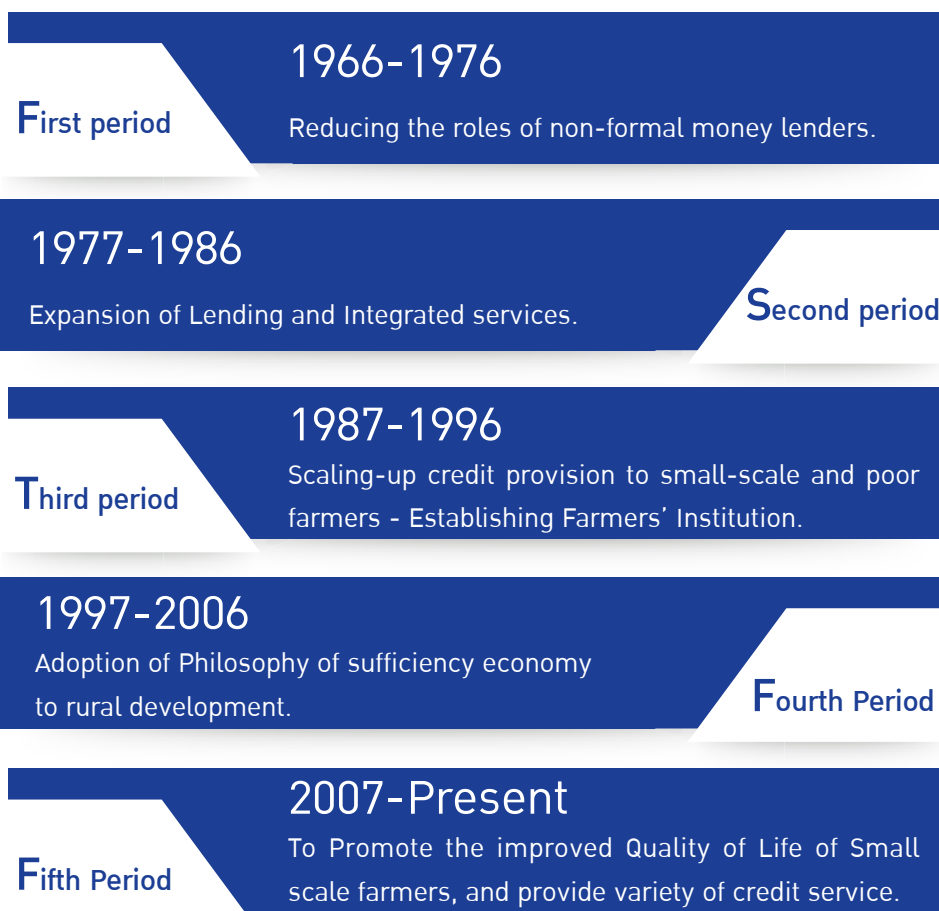 First period
1966-1976
Reducing the roles of non-formal money lenders.
1977-1986
Expansion of Lending and Integrated services.
Second period
Third period
1987-1996
Scaling-up credit provision to small-scale and poor
farmers - Establishing Farmers’ Institution.
1997-2006
Adoption of Philosophy of sufficiency economy
to rural development.
Fourth Period
Fifth Period
2007-Present
To Promote the improved Quality of Life of Small
scale farmers, and provide variety of credit service.